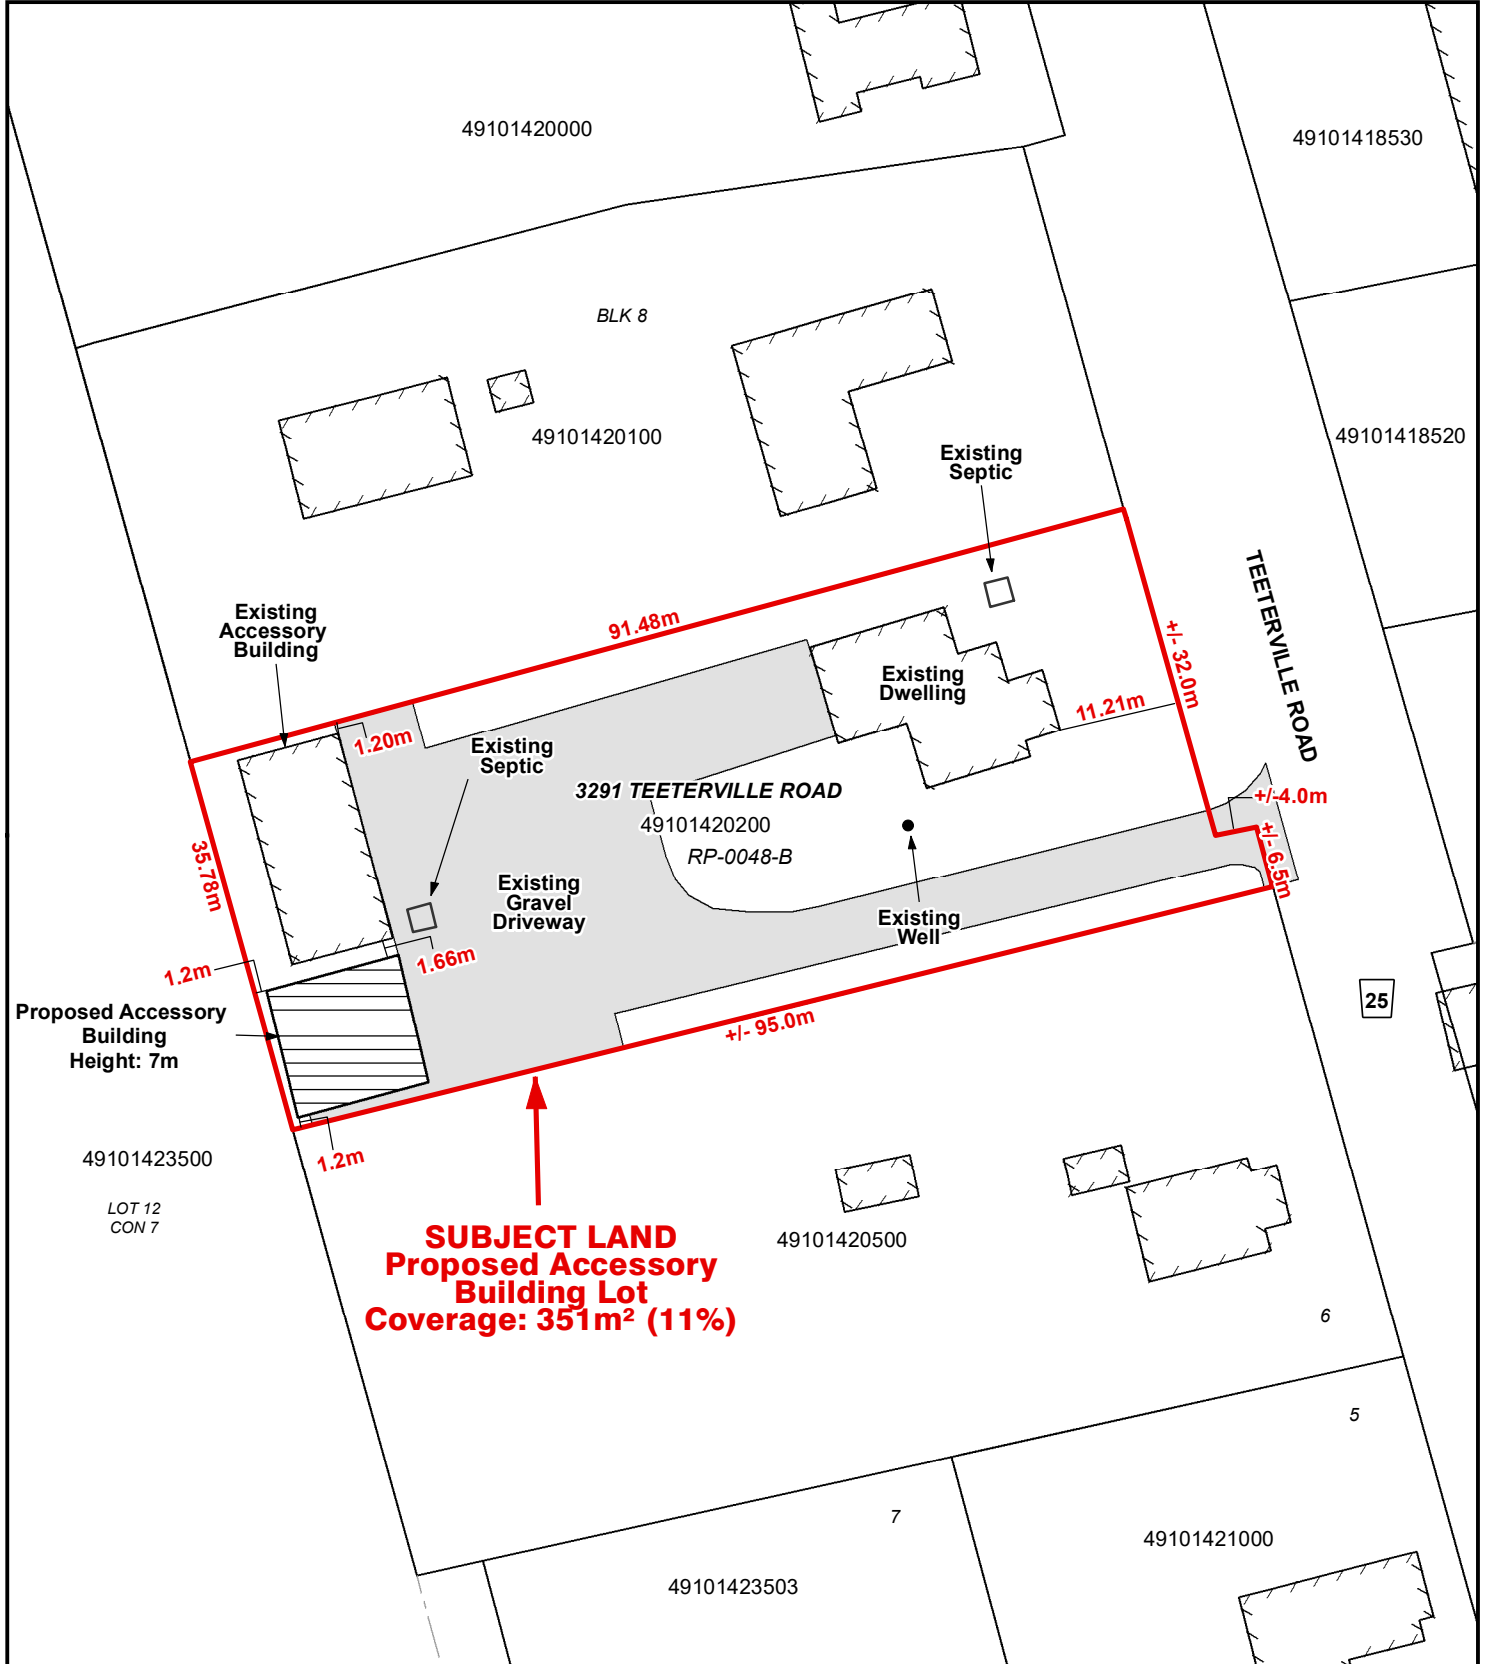 49101420000
49101418530
BLK 8
49101420100
49101418520
Existing
Septic
TEETERVILLE ROAD
Existing
Accessory
Building
91.48m
+/- 32.0m
Existing
Dwelling
11.21m
1.20m
Existing
Septic
3291 TEETERVILLE ROAD
49101420200
RP-0048-B
+/-4.0m
+/- 6.5m
35.78m
Existing
Gravel
Driveway
Existing
Well
1.66m
1.2m
Proposed Accessory
Building
Height: 7m
25
+/- 95.0m
1.2m
49101423500
LOT 12
CON 7
SUBJECT LAND
Proposed Accessory
Building Lot
Coverage: 351m² (11%)
49101420500
6
5
7
49101421000
49101423503